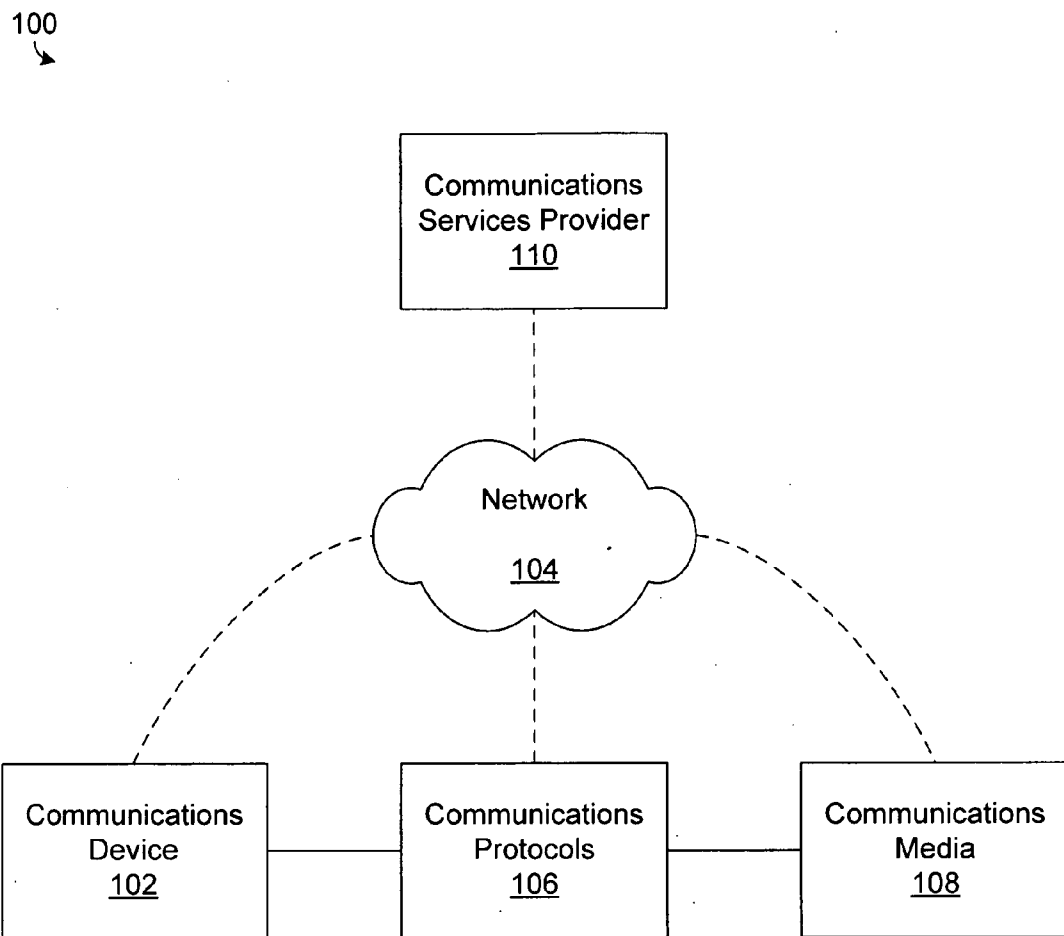 100
Communications
Services Provider
110
Network
104
Communications
Device
102
Communications
Protocols
106
Communications
Media
108